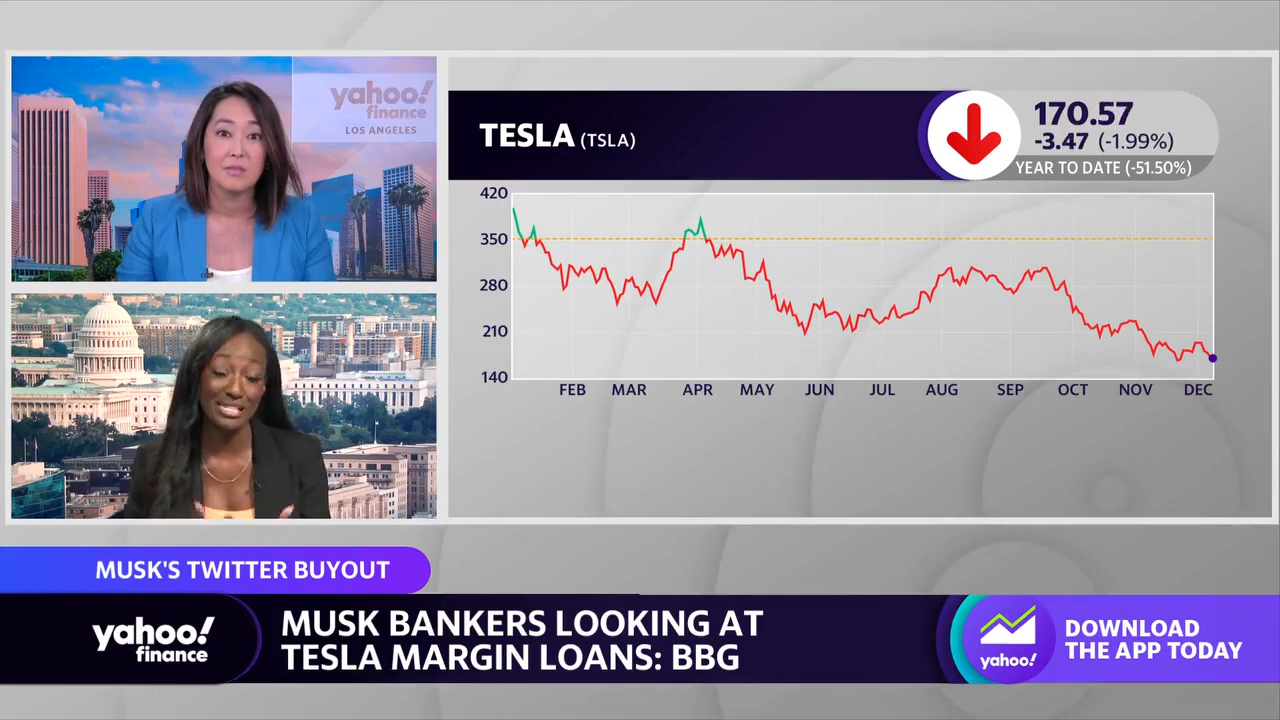 yahoo!
finance
LOS ANGELES
TESLA (TSLA)
170.57
-3.47 (-1.99%)
YEAR TO DATE (-51.50%)
420
350
280
210
140
FEB MAR APR MAY JUN JUL AUG SEP OCT NOV DEC
MUSK'S TWITTER BUYOUT
yahoo!
finance
MUSK BANKERS LOOKING AT
TESLA MARGIN LOANS: BBG
yahoo!
DOWNLOAD
THE APP TODAY